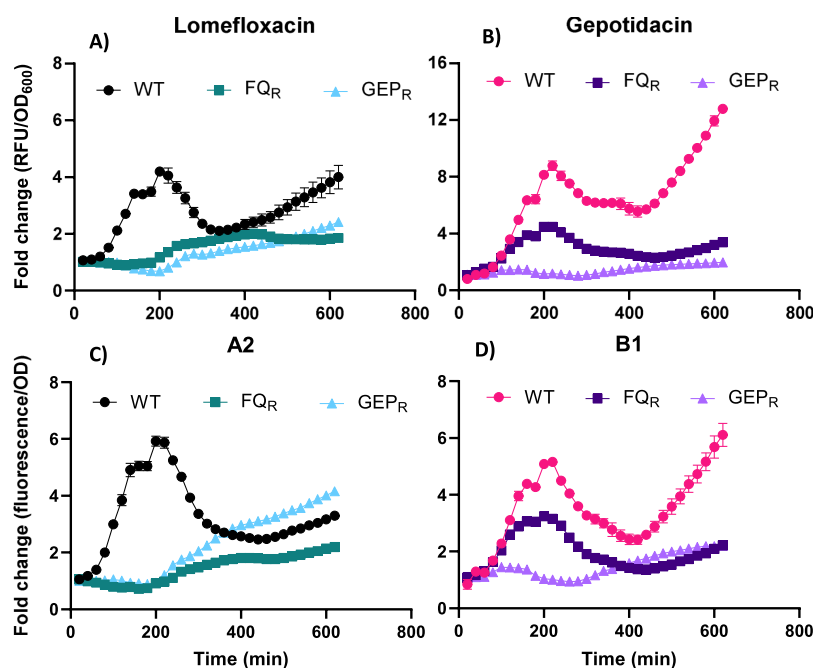 Lomefloxacin
Gepotidacin
A)
B)
Fold change (RFU/OD600)
8
6
4
2
0
WT
FQR
GEPR
0
200
400
600
800
16
12
8
4
0
WT
FQR
GEPR
0
200
400
600
800
C)
A2
D)
B1
Fold change (fluorescence/OD)
8
6
4
2
0
WT
FQR
GEPR
0
200
400
600
800
Time (min)
8
6
4
2
0
WT
FQR
GEPR
0
200
400
600
800
Time (min)